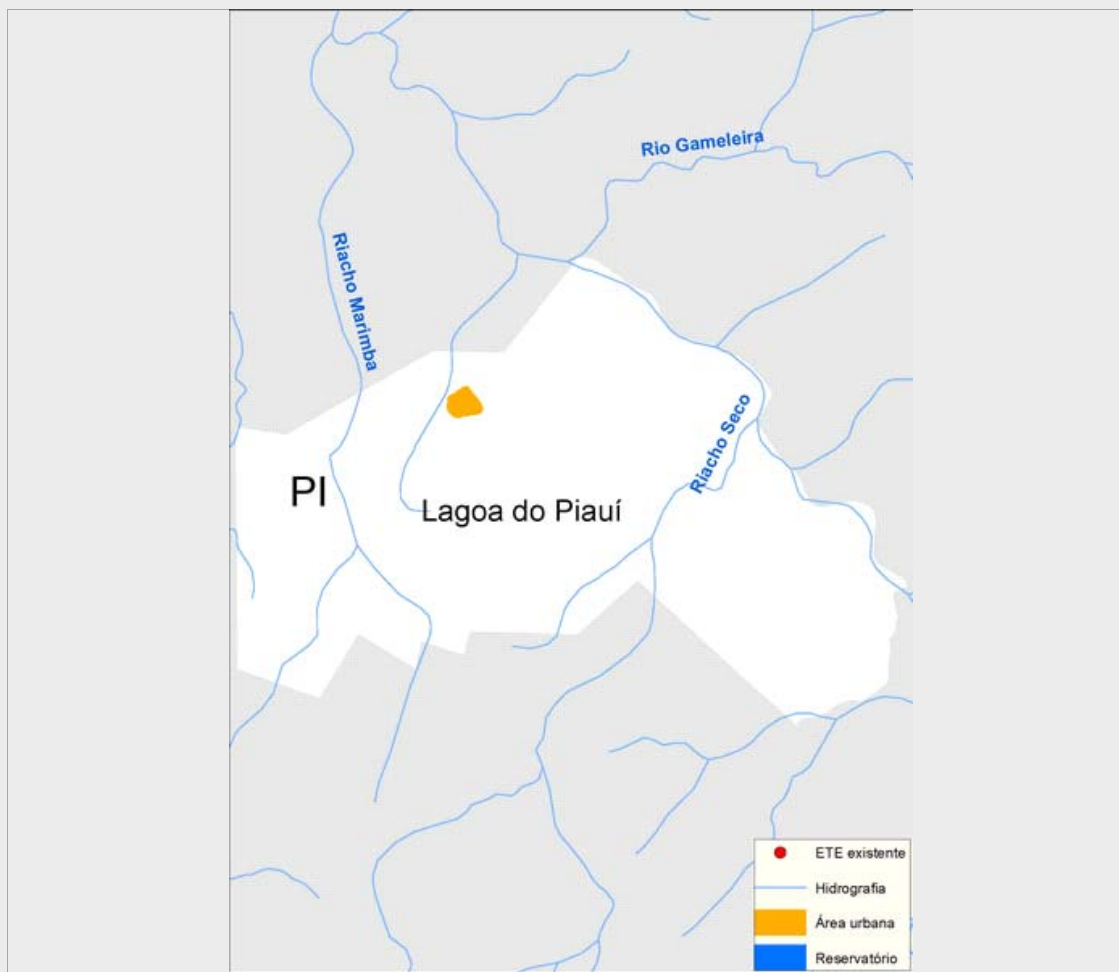 Rio Gameleira
Riacho Marimba
Riacho Seco
PI
Lagoa do Piauí
ETE existente
Hidrografia
Área urbana
Reservatório